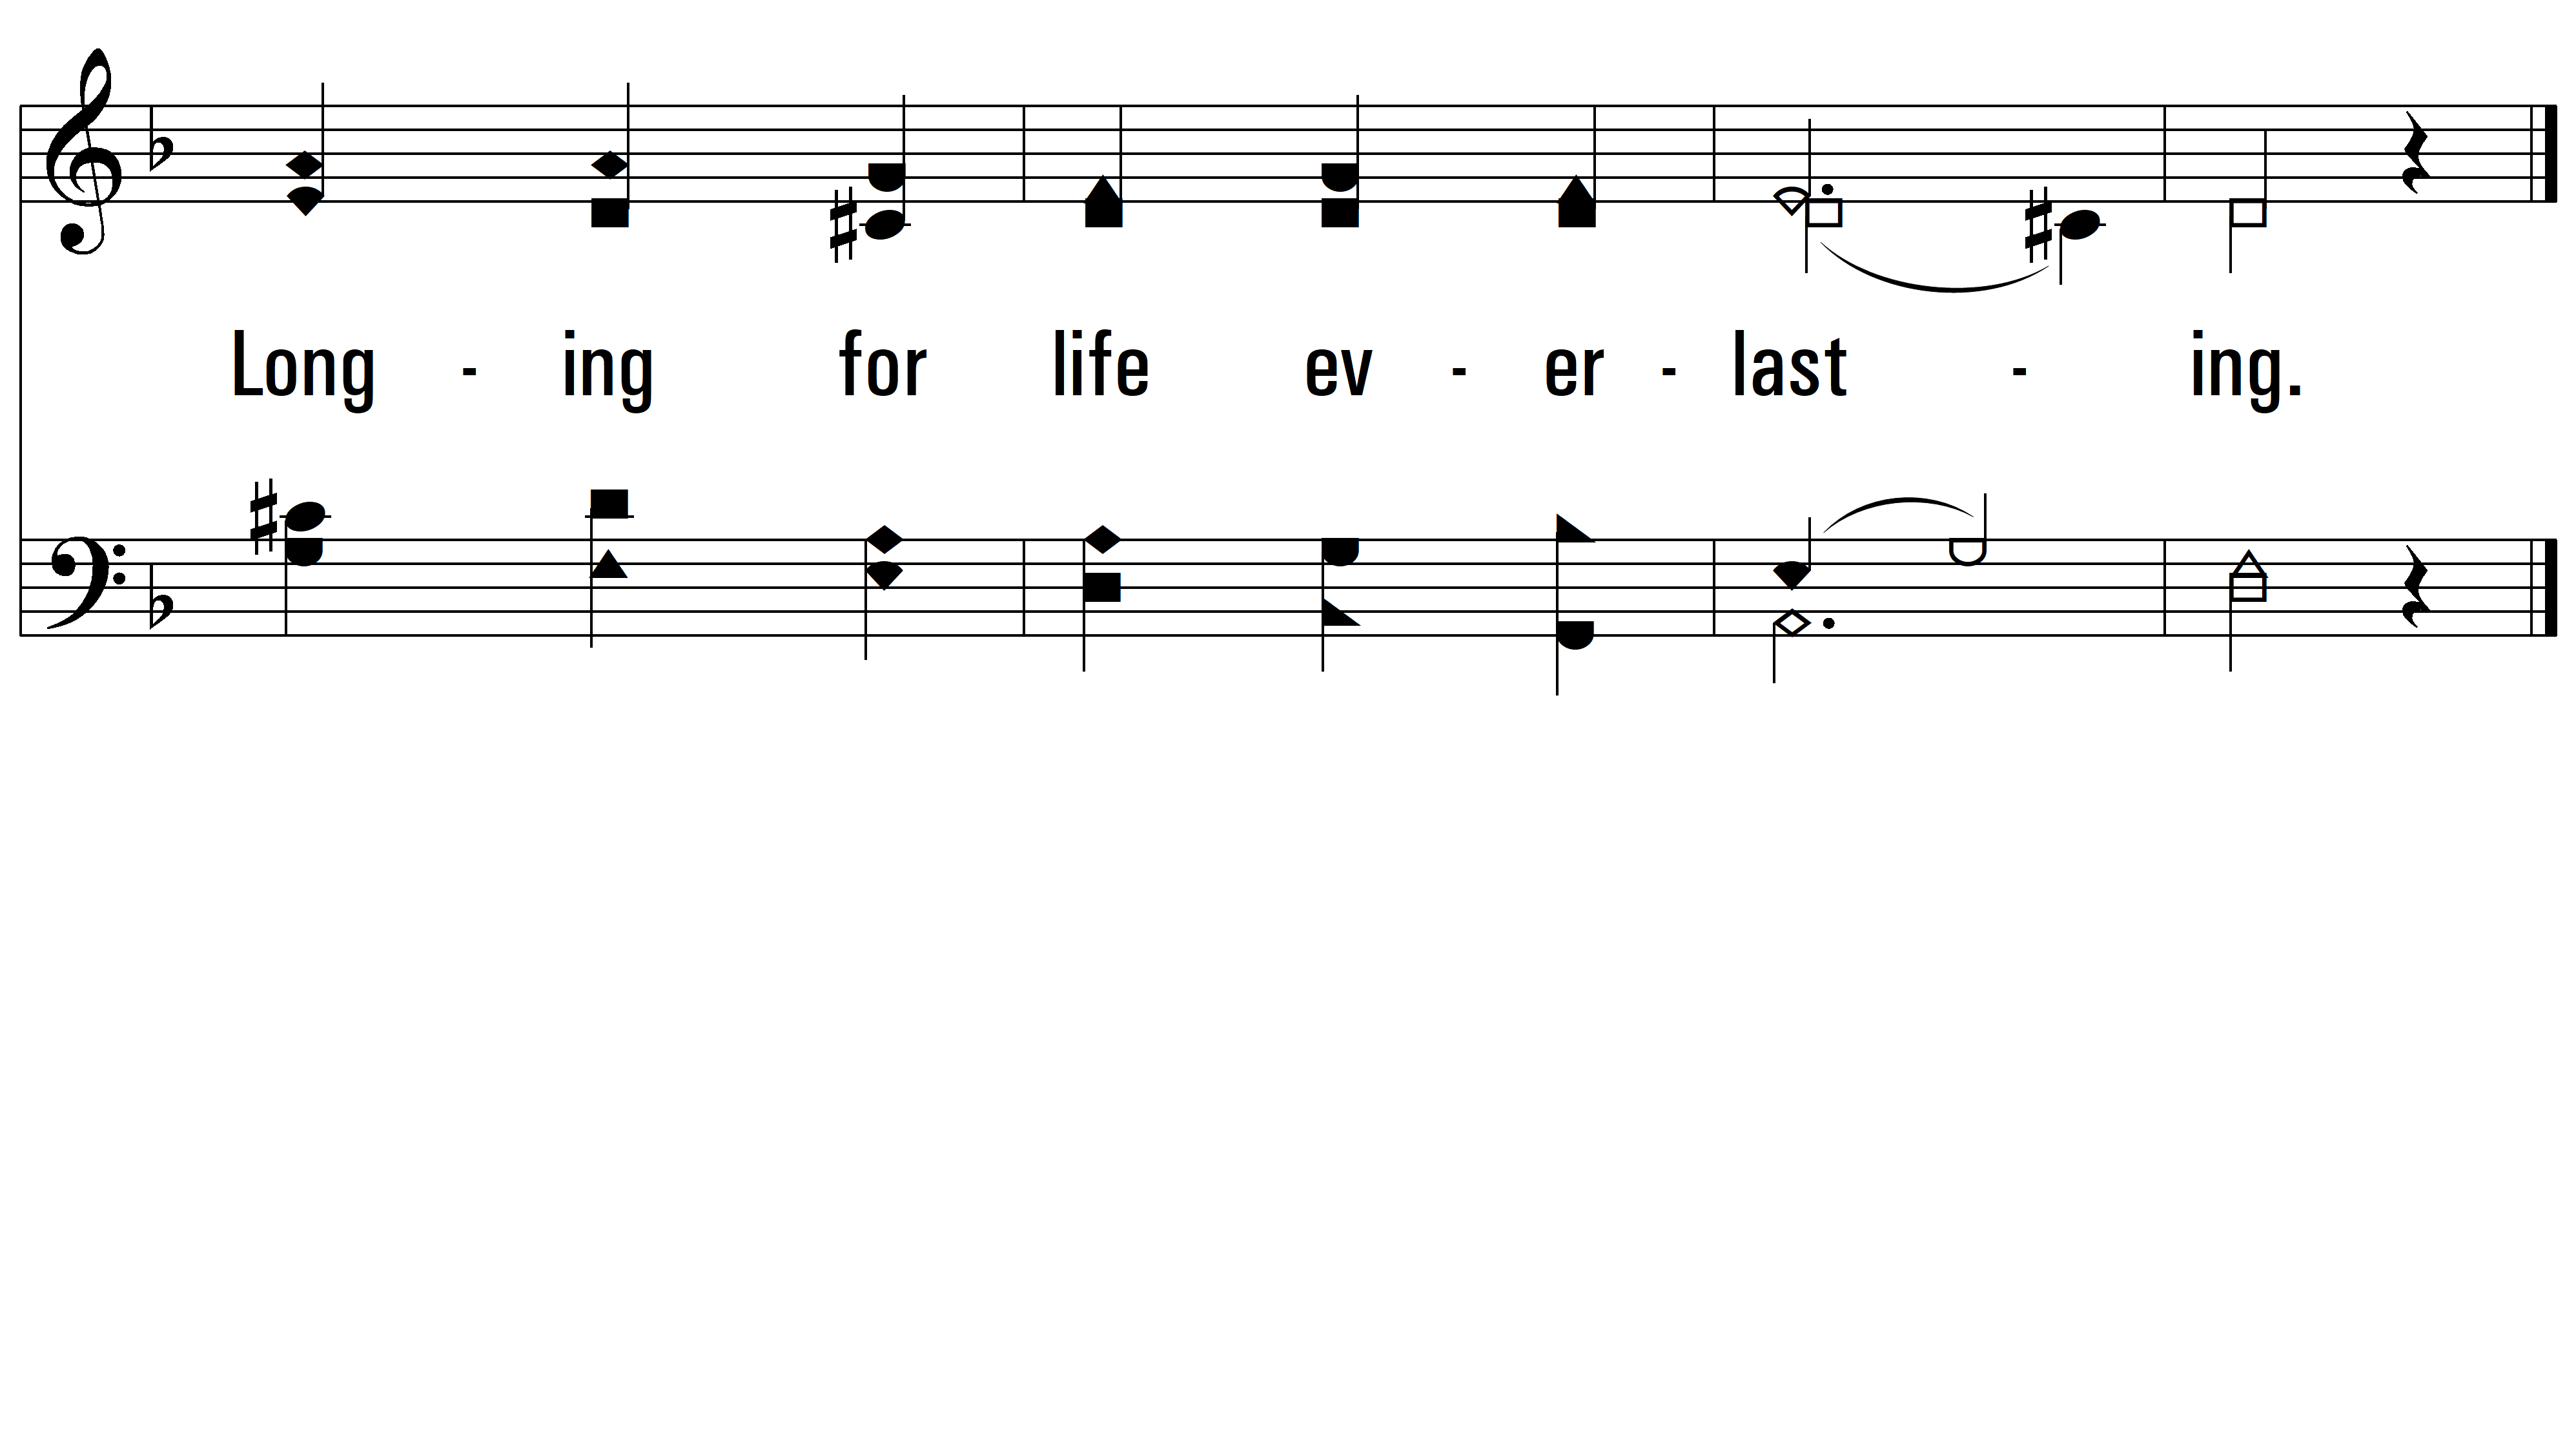 Long - ing for life ev - er - last - ing.